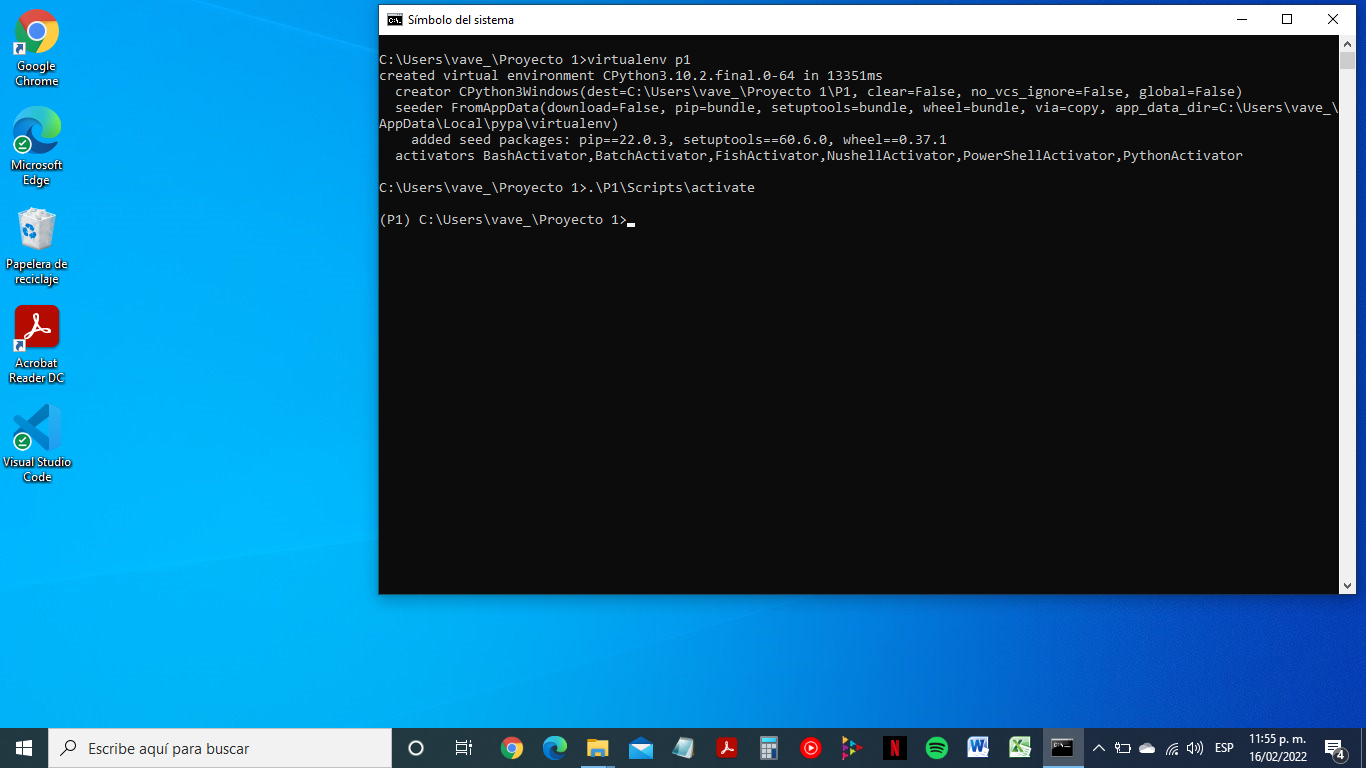 Google
Chrome
Microsoft
Edge
Papelera de
reciclaje
Acrobat
Reader DC
Visual Studio
Code
Símbolo del sistema
C:\Users\vave_\Proyecto 1>virtualenv p1
created virtual environment CPython3.10.2.final.0-64 in 13351ms
  creator CPython3Windows(dest=C:\Users\vave_\Proyecto 1\P1, clear=False, no_vcs_ignore=False, global=False)
  seeder FromAppData(download=False, pip=bundle, setuptools=bundle, wheel=bundle, via=copy, app_data_dir=C:\Users\vave_\
AppData\Local\pypa\virtualenv)
    added seed packages: pip==22.0.3, setuptools==60.6.0, wheel==0.37.1
  activators BashActivator,BatchActivator,FishActivator,NushellActivator,PowerShellActivator,PythonActivator
C:\Users\vave_\Proyecto 1>.\P1\Scripts\activate
(P1) C:\Users\vave_\Proyecto 1>
Escribe aquí para buscar
ESP
11:55 p. m.
16/02/2022
4